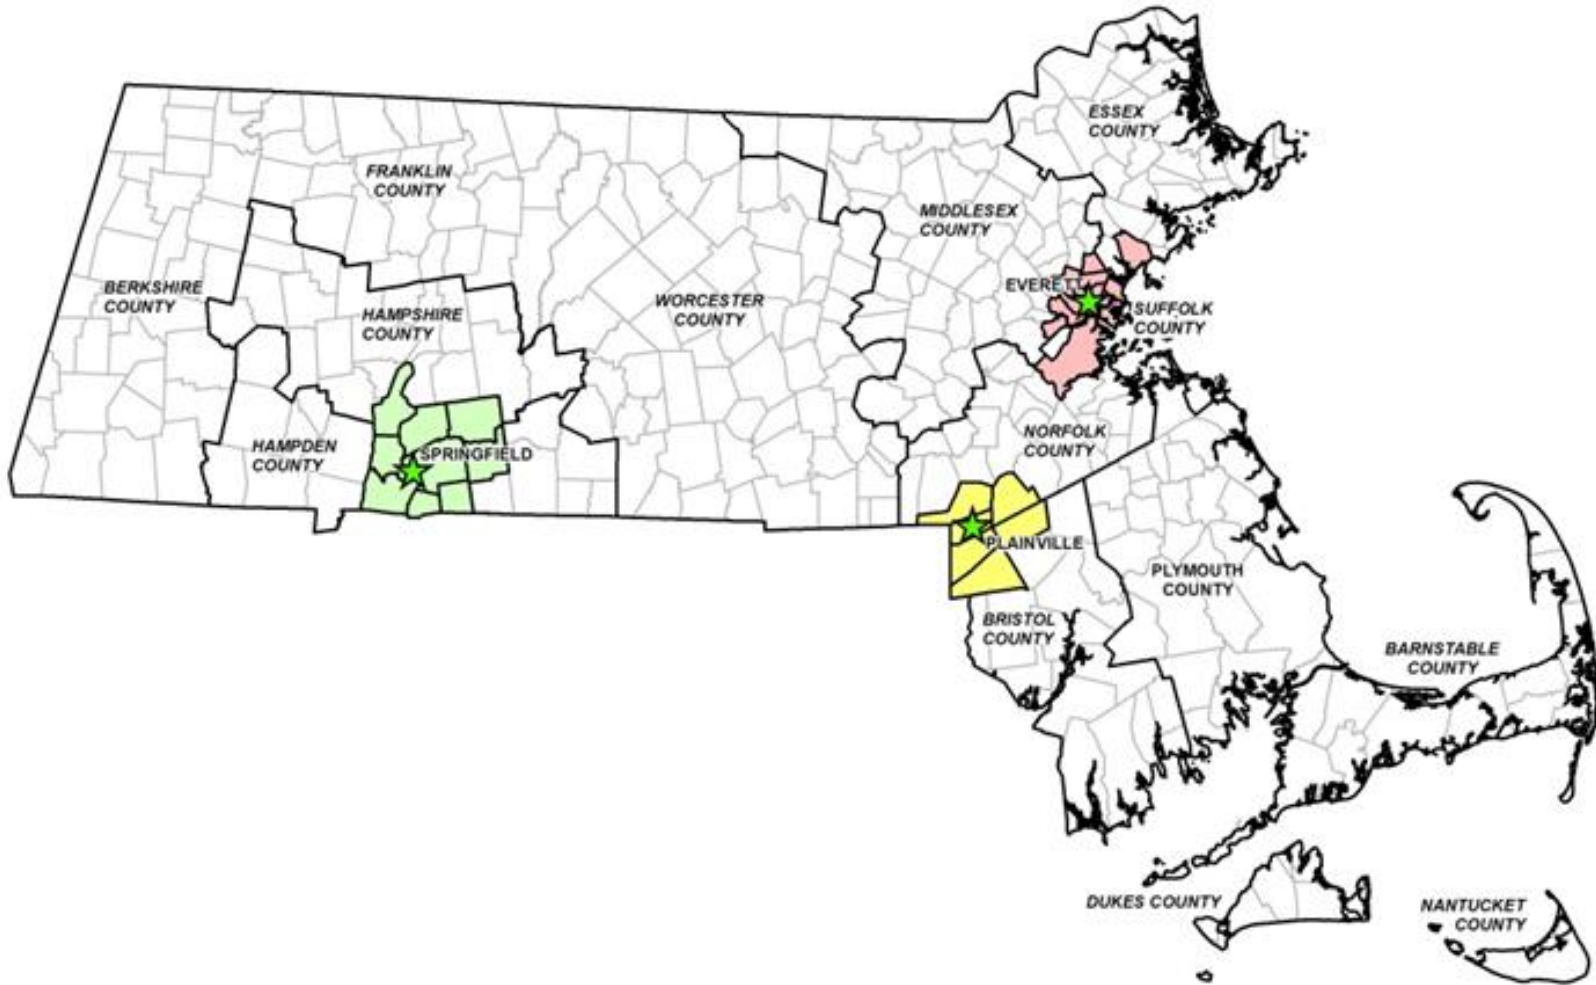 ESSEX
COUNTY
FRANKLIN
COUNTY
MIDDLESEX
COUNTY
BERKSHIRE
COUNTY
HAMPSHIRE
COUNTY
WORCESTER
COUNTY
EVERETT
SUFFOLK
COUNTY
HAMPDEN
COUNTY
SPRINGFIELD
NORFOLK
COUNTY
PLAINVILLE
PLYMOUTH
COUNTY
BRISTOL
COUNTY
BARNSTABLE
COUNTY
DUKES COUNTY
NANTUCKET
COUNTY